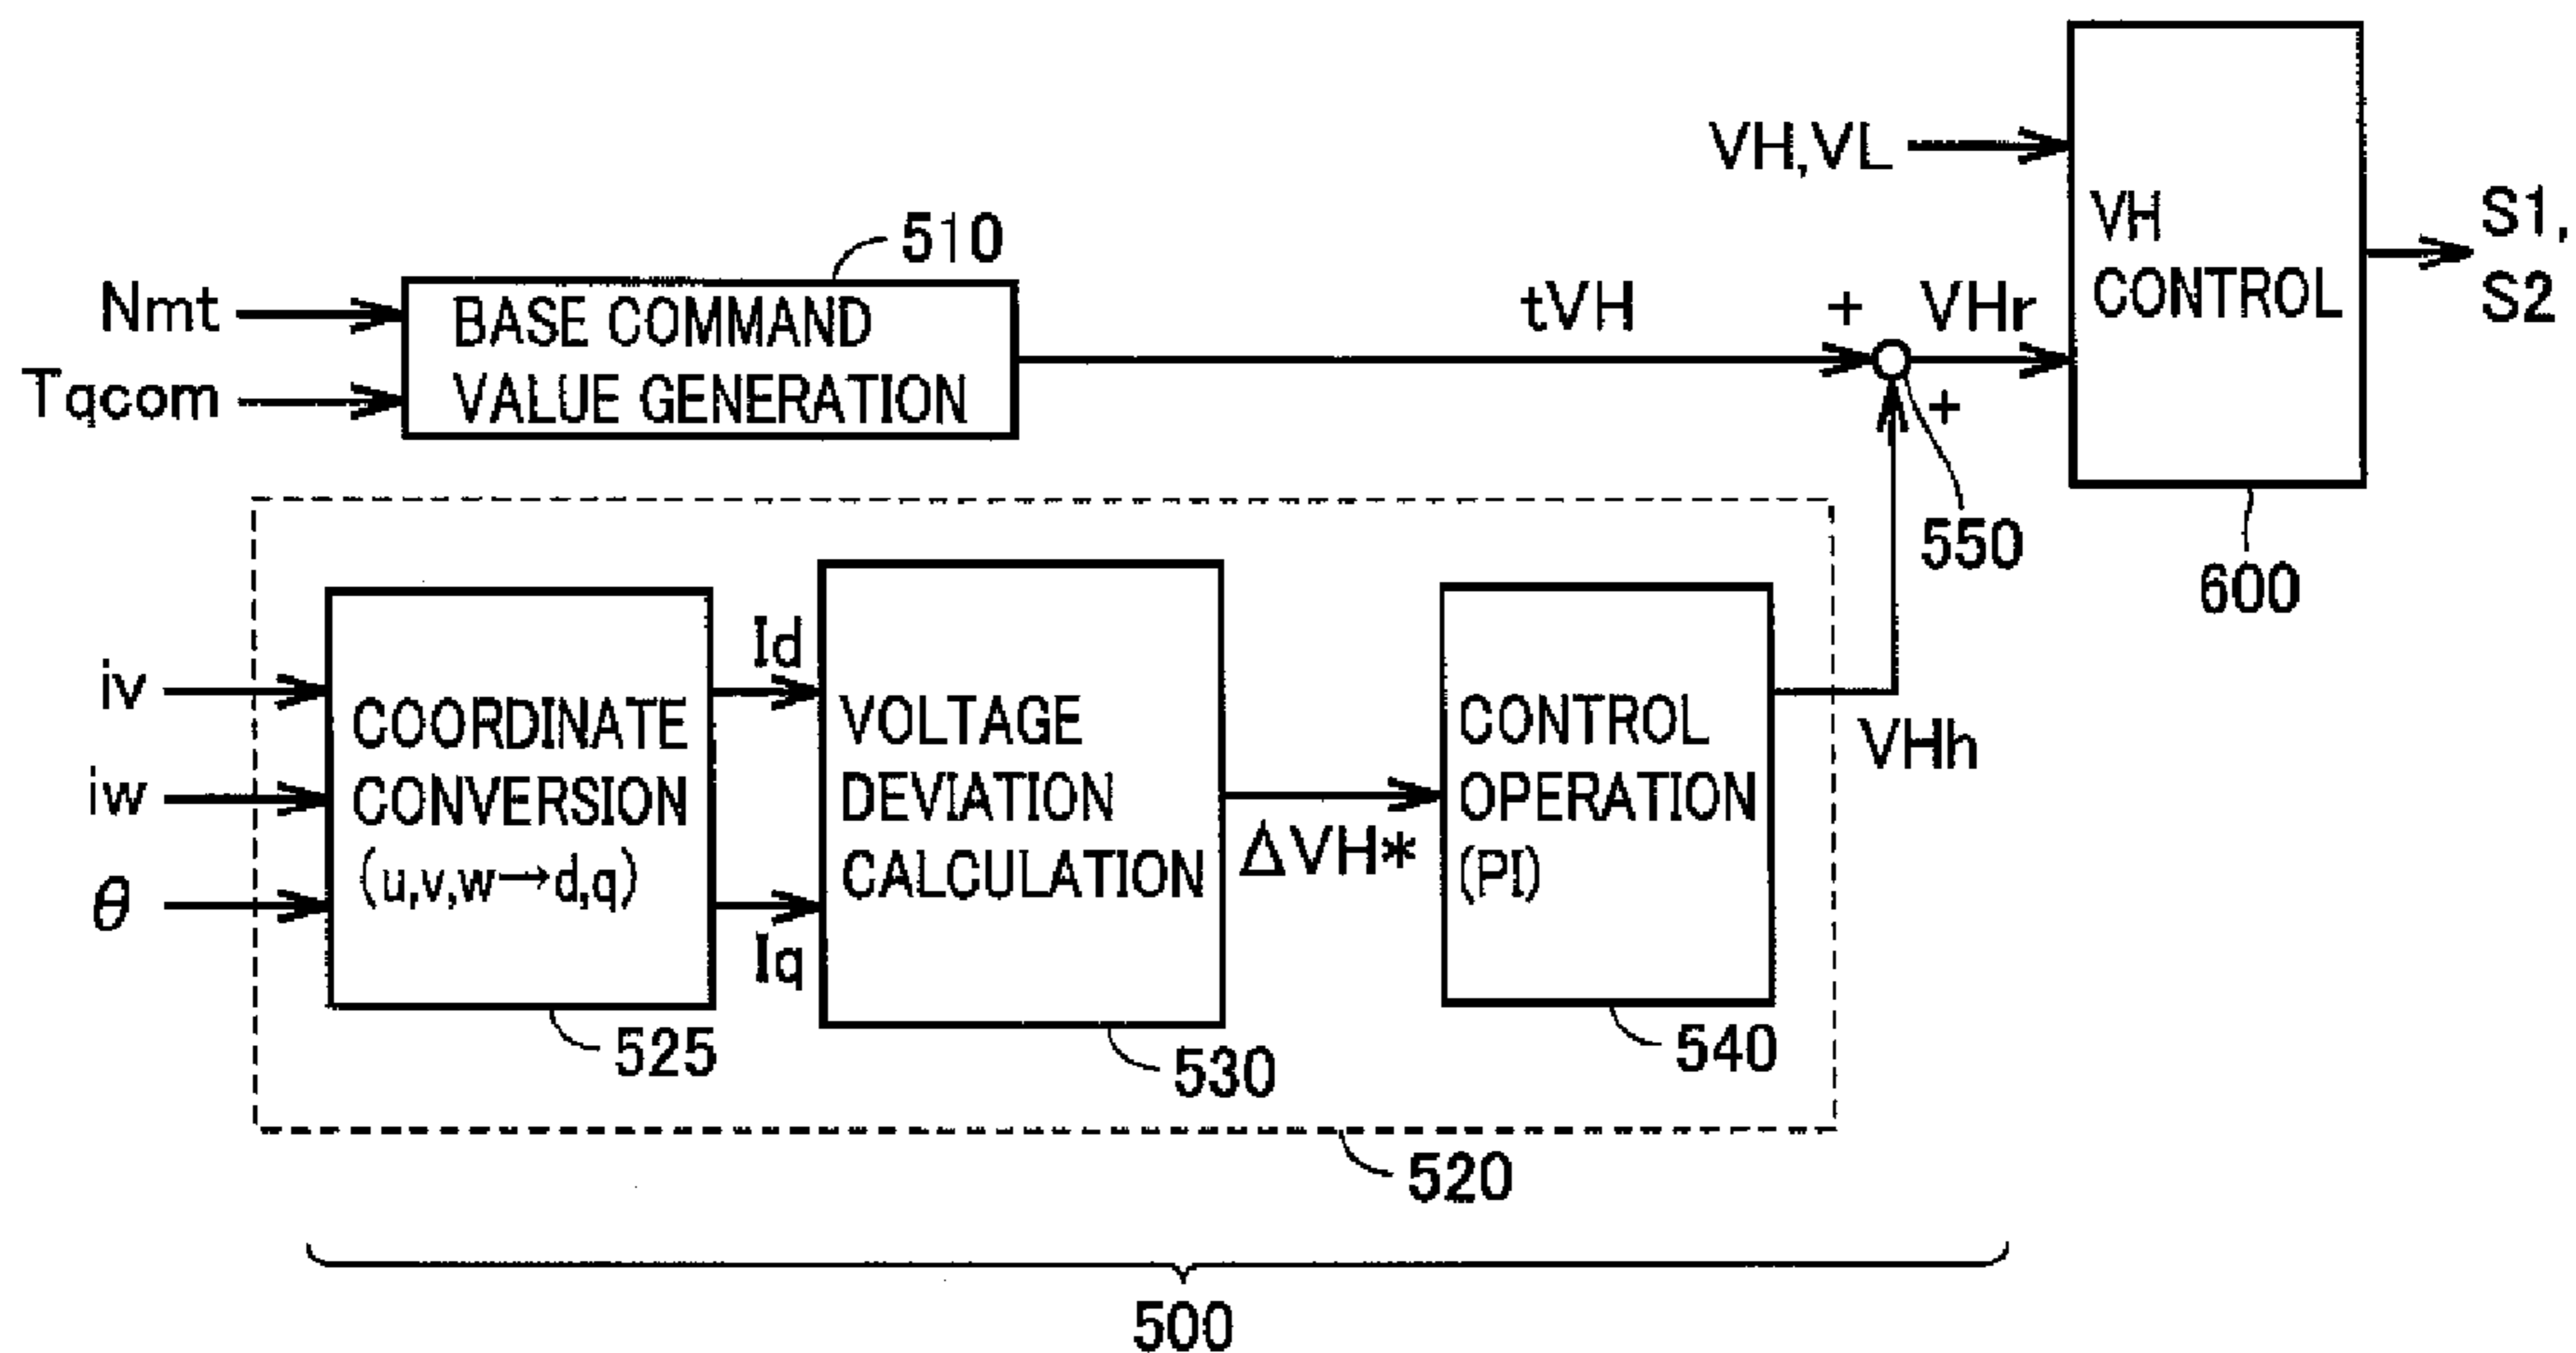 VH,VL
VH
CONTROL
S1,
S2
600
510
Nmt
Tqcom
BASE COMMAND
VALUE GENERATION
tVH
+
VHr
+
550
iv
iw
θ
COORDINATE
CONVERSION
(u,v,w→d,q)
525
Id
Iq
VOLTAGE
DEVIATION
CALCULATION
530
ΔVH*
CONTROL
OPERATION
(PI)
540
VHh
520
500